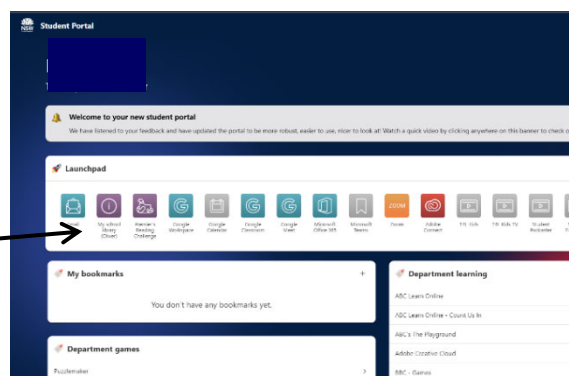 NSW
Student Portal
Welcome to your new student portal
We have listened to your feedback and have updated the portal to be more robust, easier to use, nicer to look at! Watch a quick video by clicking anywhere on this banner to check o
Launchpad
My school library (Oliver)
Premier's Reading Challenge
Google Workspace
Google Calendar
Google Classroom
Google Meet
Microsoft Office 365
Microsoft Teams
ZOOM
Zoom
Adobe Connect
My bookmarks
+
You don't have any bookmarks yet.
Department games
Puzzlemaker
Department learning
ABC Learn Online
ABC Learn Online - Count Us In
ABC's The Playground
Adobe Creative Cloud
BBC - Games